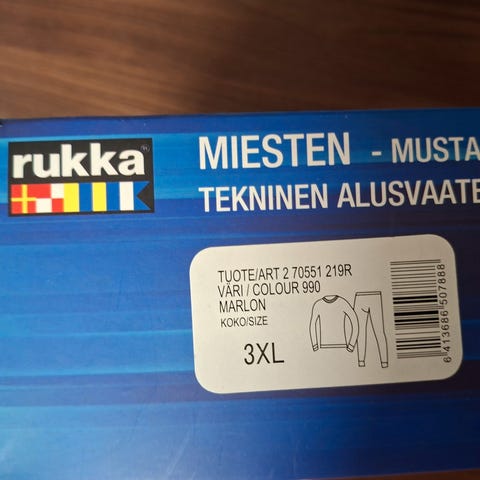 rukka
MIESTEN - MUSTA
TEKNINEN ALUSVAATE
TUOTE/ART 2 70551 219R
VÄRI / COLOUR 990
MARLON
KOKO/SIZE
3XL
6 413686 507888